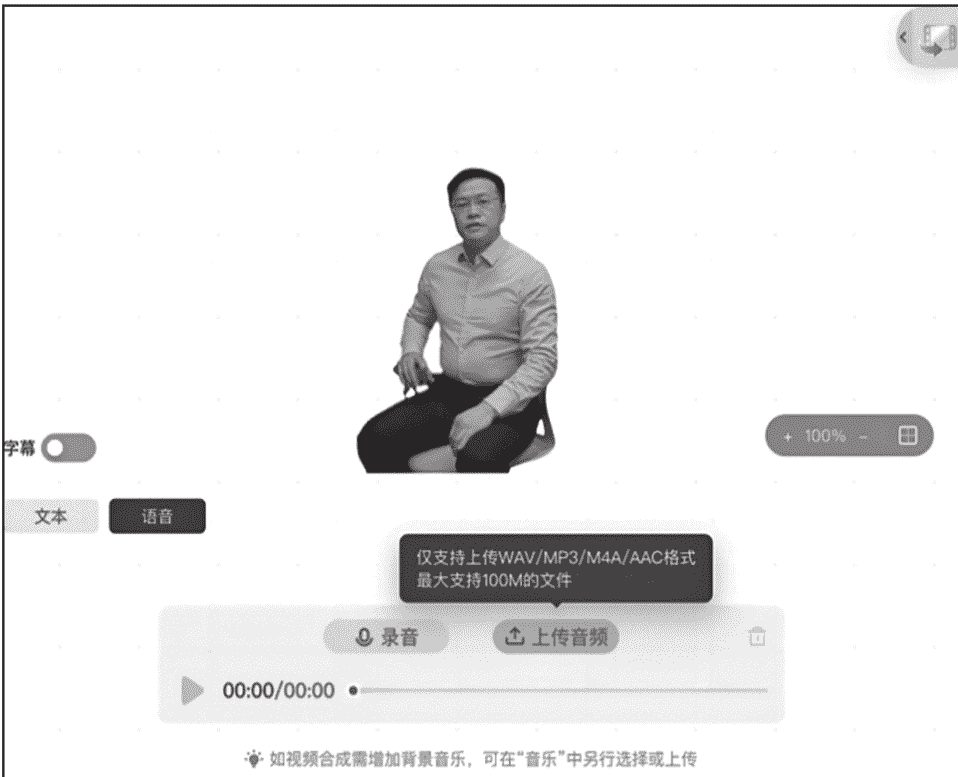 字幕
+ 100% -
文本
语音
仅支持上传WAV/MP3/M4A/AAC格式
最大支持100M的文件
录音
上传音频
00:00/00:00
如视频合成需增加背景音乐，可在“音乐”中另行选择或上传